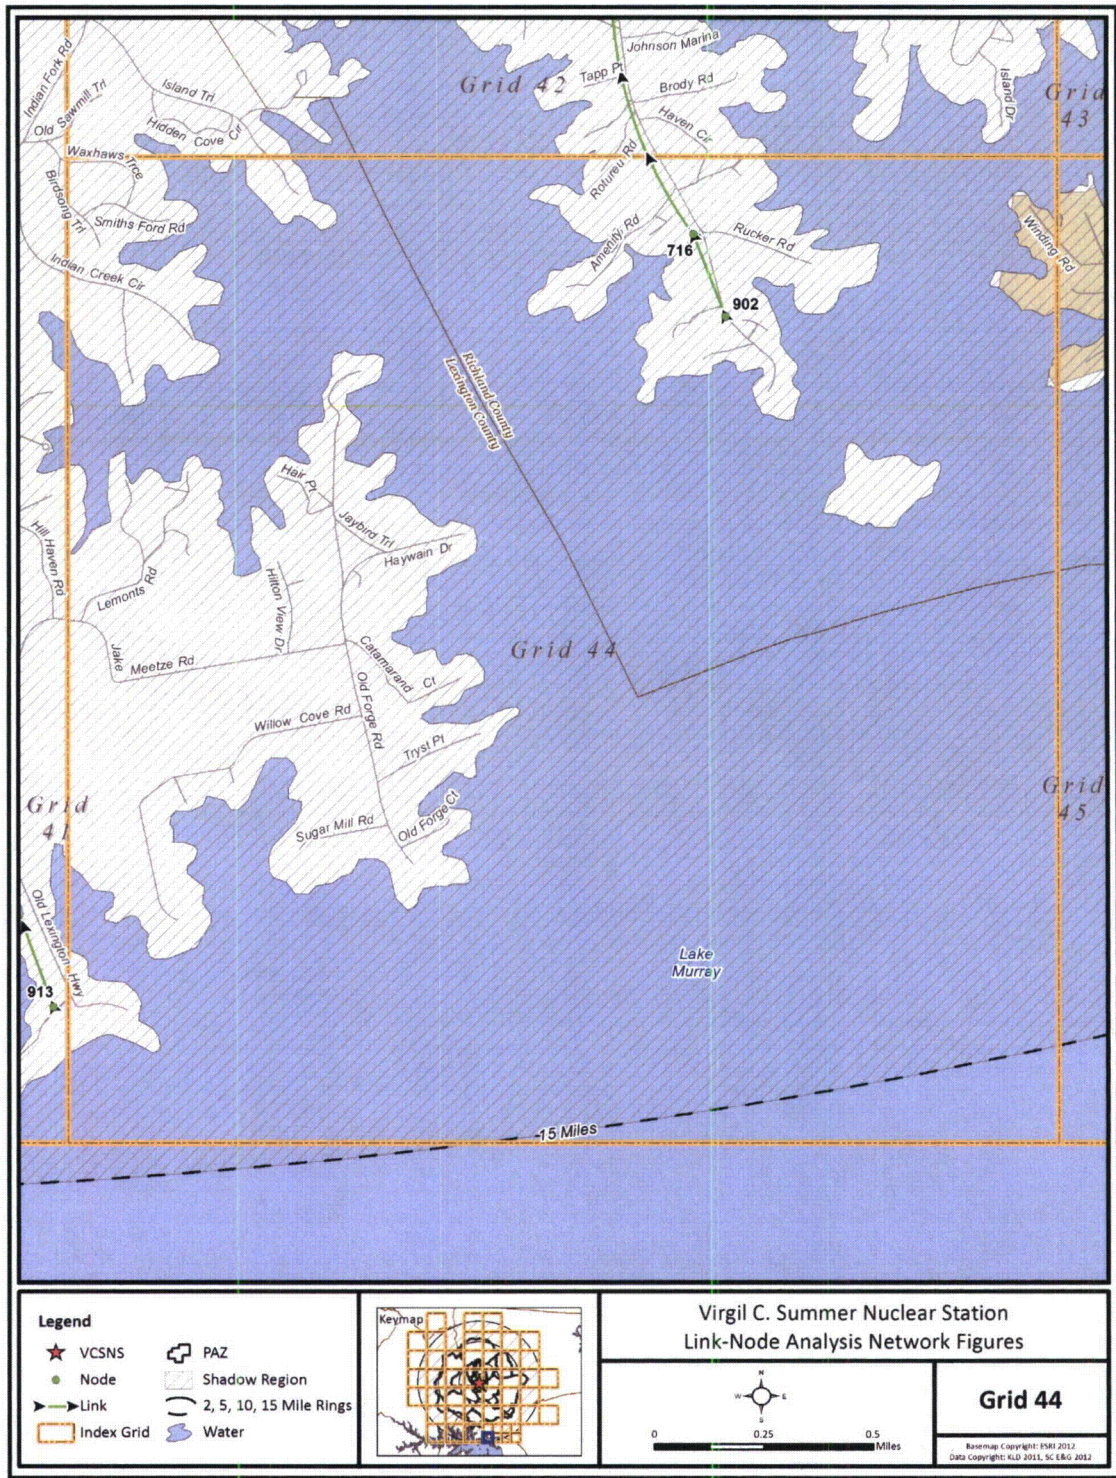 Johnson Marina
Tapp Pt
Grid 42
Brody Rd
Haven Cir
Island Dr
Grid
43
Indian Fork Rd
Old Sawmill Trl
Island Trl
Hidden Cove Cir
Waxhaws Trce
Birdsong Trl
Smiths Ford Rd
Indian Creek Cir
Rotureu Rd
Amenity Rd
Rucker Rd
716
902
Winding Rd
Richland County
Lexington County
Hair Pt
Jaybird Trl
Haywain Dr
Hill Haven Rd
Lemonts Rd
Hilton View Dr
Jake Meetze Rd
Grid 44
Catamarand Ct
Old Forge Rd
Willow Cove Rd
Tryst Pt
Grid
41
Grid
45
Sugar Mill Rd
Old Forge Ct
Old Lexington Hwy
913
Lake
Murray
15 Miles
Legend
VCSNS
PAZ
Node
Shadow Region
Link
2, 5, 10, 15 Mile Rings
Index Grid
Water
Keymap
Virgil C. Summer Nuclear Station
Link-Node Analysis Network Figures
N
W
E
S
0 0.25 0.5
Miles
Grid 44
Basemap Copyright: ESRI 2012
Data Copyright: KLD 2011, SC E&G 2012